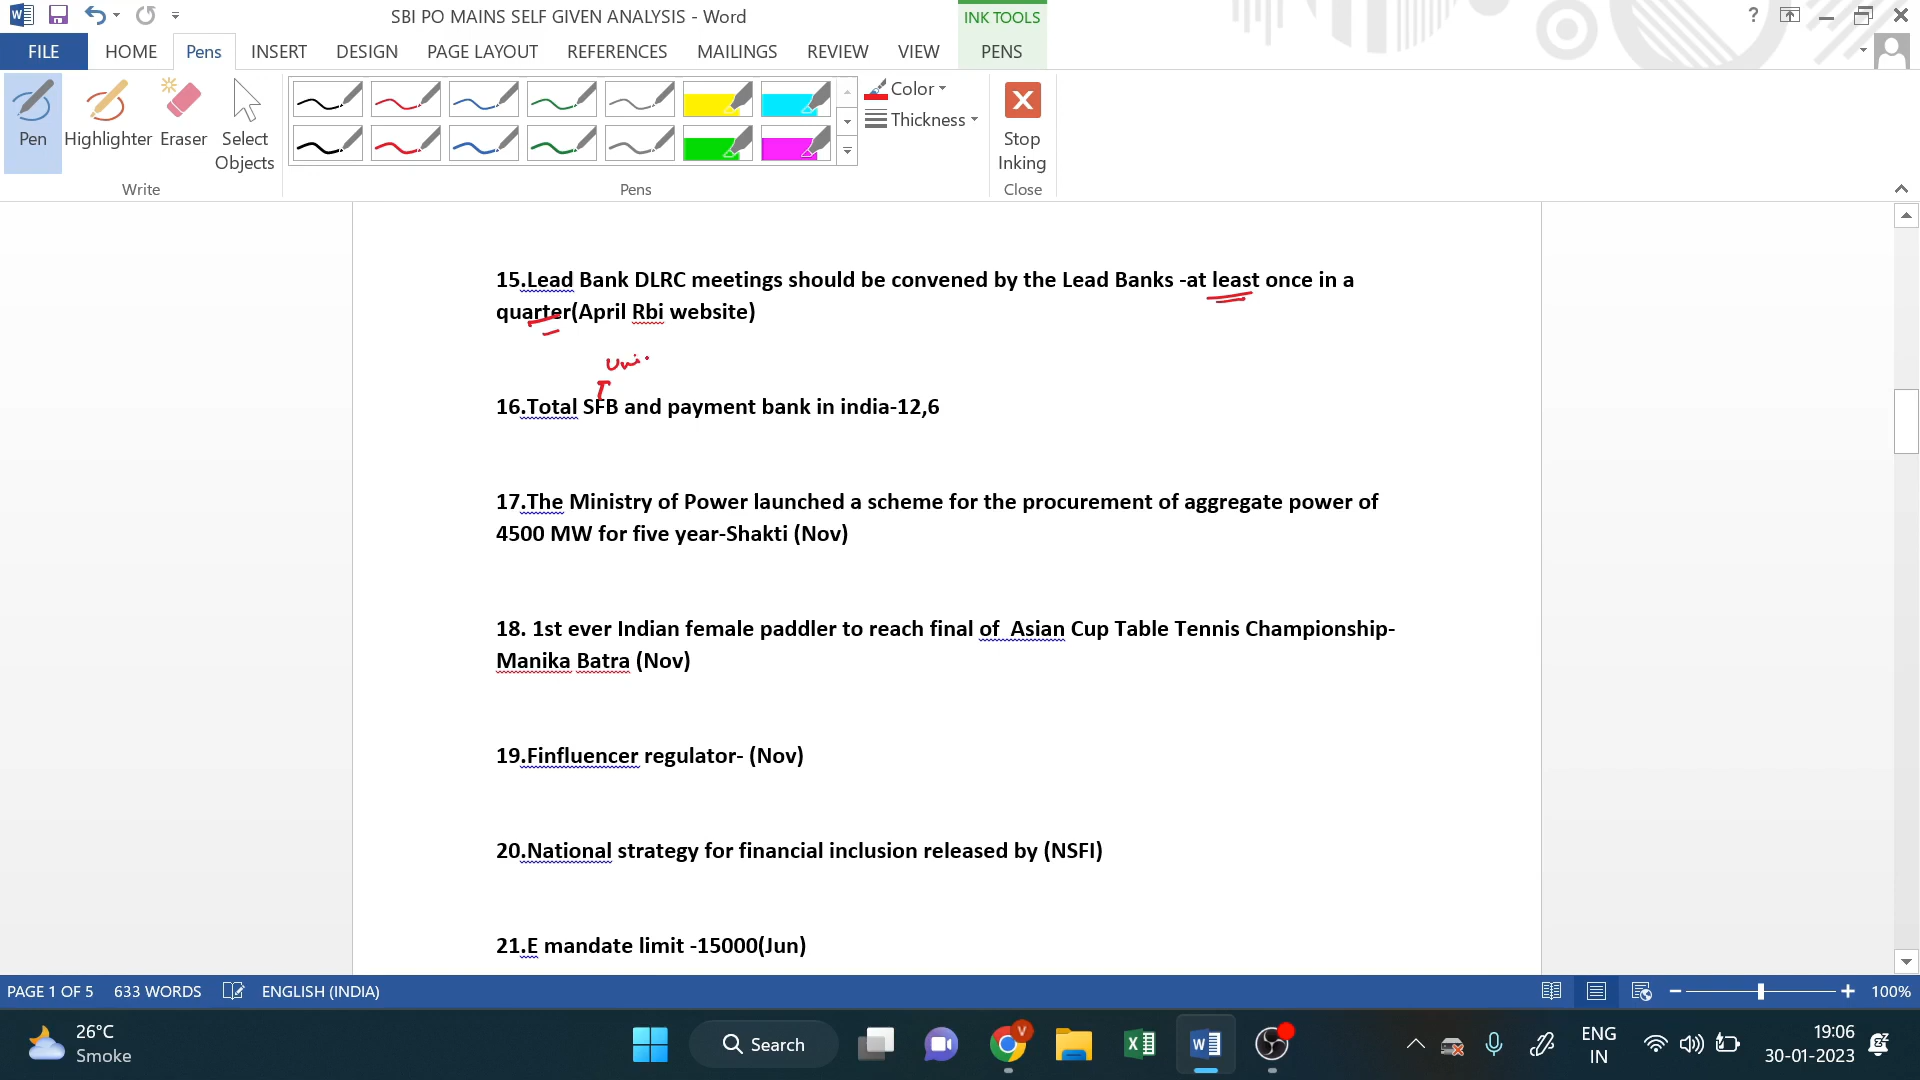 SBI PO MAINS SELF GIVEN ANALYSIS - Word
INK TOOLS
?
FILE
HOME
Pens
INSERT
DESIGN
PAGE LAYOUT
REFERENCES
MAILINGS
REVIEW
VIEW
PENS
Pen
Highlighter
Eraser
Select
Objects
Color
Thickness
Stop
Inking
Write
Pens
Close
15.Lead Bank DLRC meetings should be convened by the Lead Banks -at least once in a
quarter(April Rbi website)
Uni
16.Total SFB and payment bank in india-12,6
17.The Ministry of Power launched a scheme for the procurement of aggregate power of
4500 MW for five year-Shakti (Nov)
18. 1st ever Indian female paddler to reach final of  Asian Cup Table Tennis Championship-
Manika Batra (Nov)
19.Finfluencer regulator- (Nov)
20.National strategy for financial inclusion released by (NSFI)
21.E mandate limit -15000(Jun)
PAGE 1 OF 5
633 WORDS
ENGLISH (INDIA)
100%
26°C
Smoke
Search
V
ENG
IN
19:06
30-01-2023